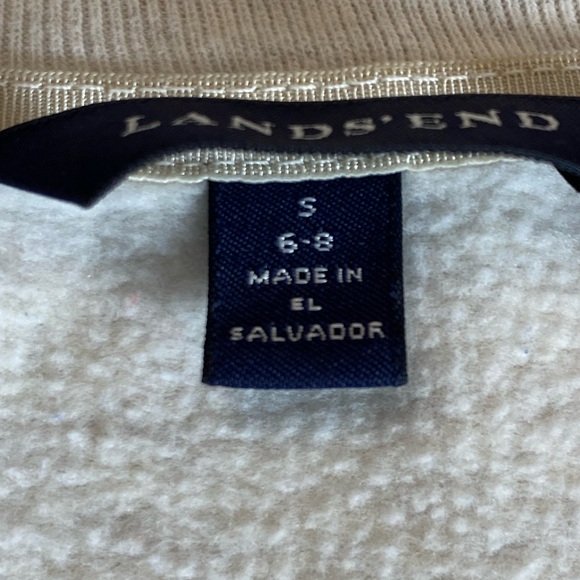 LANDS' END
S
6-8
MADE IN
EL
SALVADOR